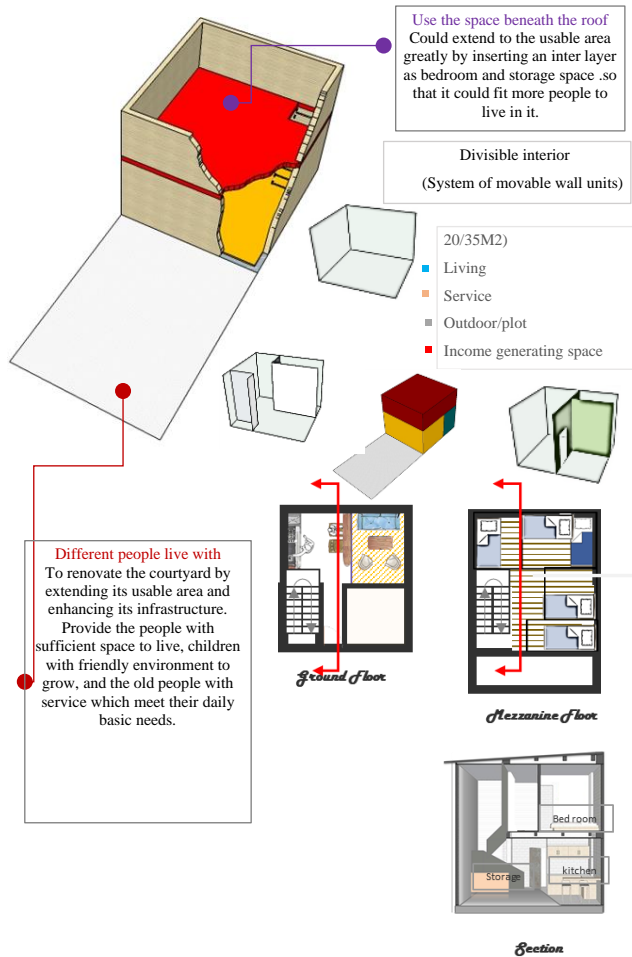 Use the space beneath the roof
Could extend to the usable area
greatly by inserting an inter layer
as bedroom and storage space .so
that it could fit more people to
live in it.
Divisible interior
(System of movable wall units)
20/35M2)
Living
Service
Outdoor/plot
Income generating space
Different people live with
To renovate the courtyard by
extending its usable area and
enhancing its infrastructure.
Provide the people with
sufficient space to live, children
with friendly environment to
grow, and the old people with
service which meet their daily
basic needs.
Ground Floor
Mezzanine Floor
Bed room
Storage
kitchen
Section